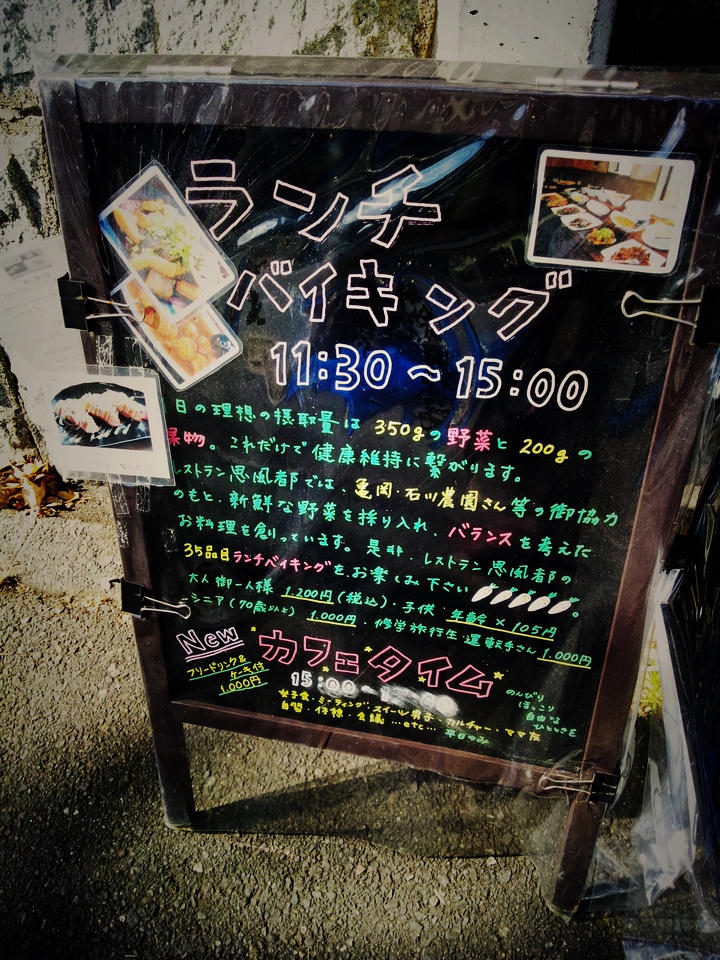 ランチ
バイキング
11:30～15:00
日の理想の摂取量は 350gの野菜と 200gの
果物。これだけで健康維持に繋がります。
レストラン思風都では、亀岡・石川農園さん等の御協力
のもと、新鮮な野菜を採り入れ、バランスを考えた
お料理を創っています。是非、レストラン思風都の
35品目ランチバイキングをお楽しみ下さい。
大人 御一人様 1,200円(税込)・子供 年齢×105円
シニア(70歳以上) 1,000円・修学旅行生・運転手さん 1,000円
New カフェタイム
フリードリンク&
ケーキ付
1,000円
15:00~
のんびり
ほっこり
自由な
ひとときを
女子会・ミーティング・スイーツ男子・カルチャー・ママ友
自習・仔様・会議 …etc… 平日のみ